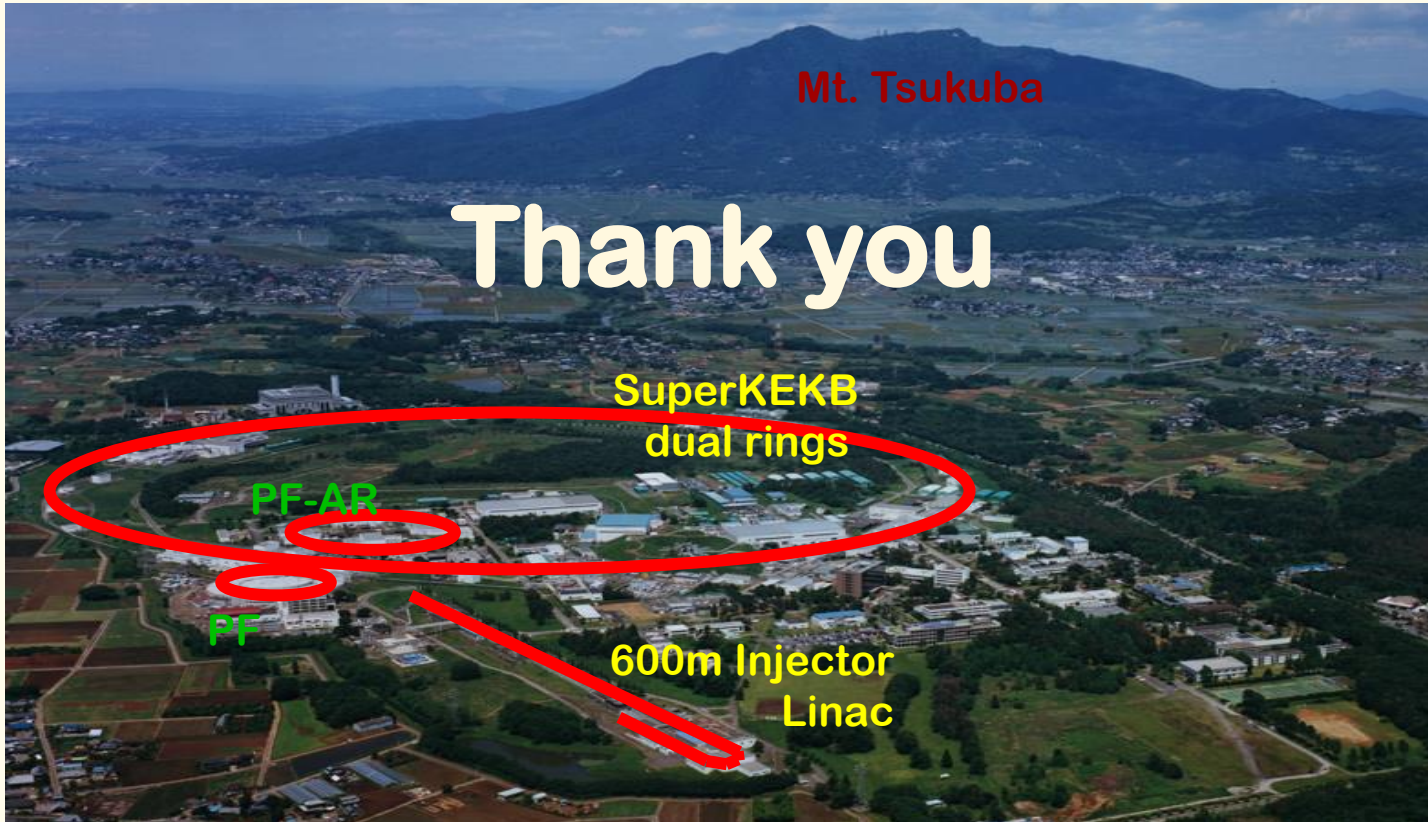 Mt. Tsukuba
Thank you
SuperKEKB
dual rings
PF-AR
PF
600m Injector
Linac